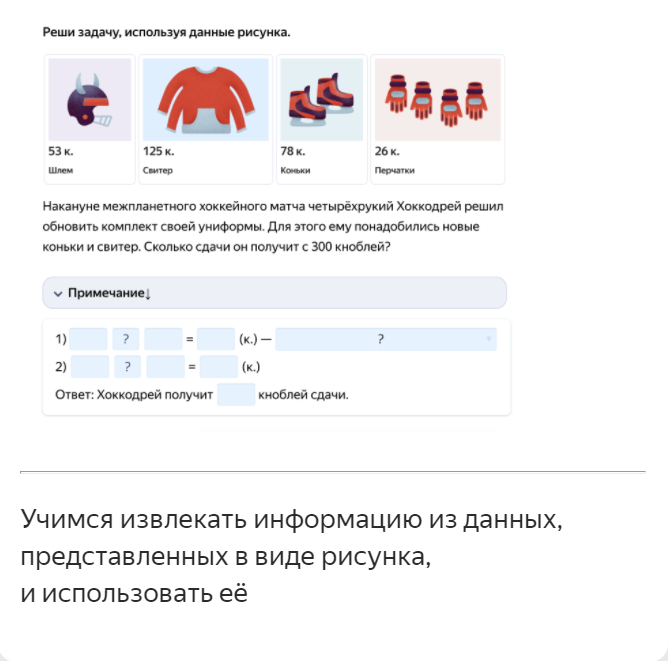 Реши задачу, используя данные рисунка.
53 к. 125 к. 78 к. 26 к.
Шлем Свитер Коньки Перчатки
Накануне межпланетного хоккейного матча четырёхрукий Хоккодрей решил
обновить комплект своей униформы. Для этого ему понадобились новые
коньки и свитер. Сколько сдачи он получит с 300 кноблей?
Примечание↓
1) ? = (к.) — ?
2) ? = (к.)
Ответ: Хоккодрей получит кноблей сдачи.
Учимся извлекать информацию из данных,
представленных в виде рисунка,
и использовать её